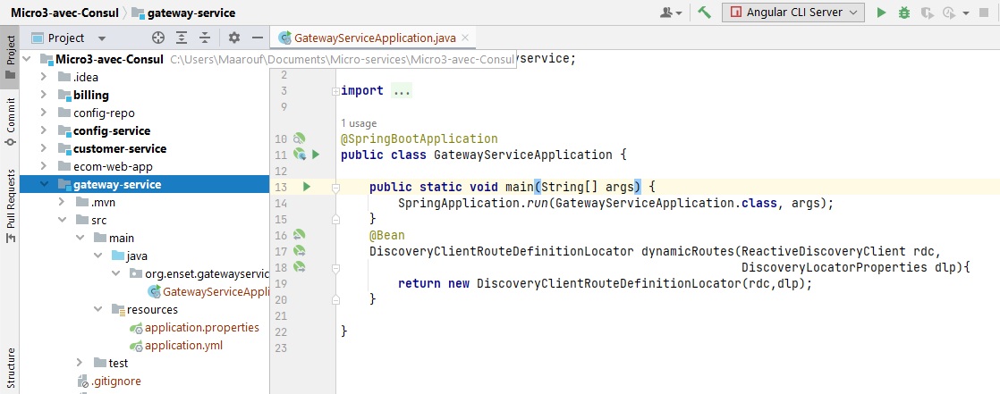 Micro3-avec-Consul gateway-service
Angular CLI Server
Project
GatewayServiceApplication.java
Project
Commit
Pull Requests
Structure
Micro3-avec-Consul C:\Users\Maarouf\Documents\Micro-services\Micro3-avec-Consul
.idea
billing
config-repo
config-service
customer-service
ecom-web-app
gateway-service
.mvn
src
main
java
org.enset.gatewayservic
GatewayServiceAppli
resources
application.properties
application.yml
test
.gitignore
yservice;
2
3 import ...
9
1 usage
10 @SpringBootApplication
11 public class GatewayServiceApplication {
12
13 public static void main(String[] args) {
14 SpringApplication.run(GatewayServiceApplication.class, args);
15 }
16 @Bean
17 DiscoveryClientRouteDefinitionLocator dynamicRoutes(ReactiveDiscoveryClient rdc,
18 DiscoveryLocatorProperties dlp){
19 return new DiscoveryClientRouteDefinitionLocator(rdc,dlp);
20 }
21
22 }
23